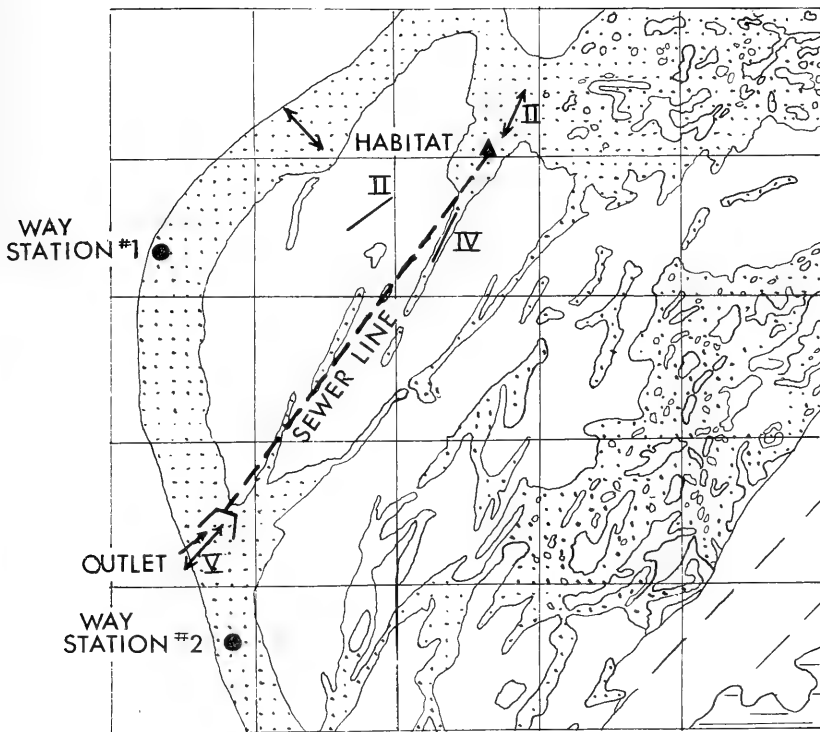 II
HABITAT
II
WAY
STATION #1
IV
SEWER LINE
OUTLET
V
WAY
STATION #2